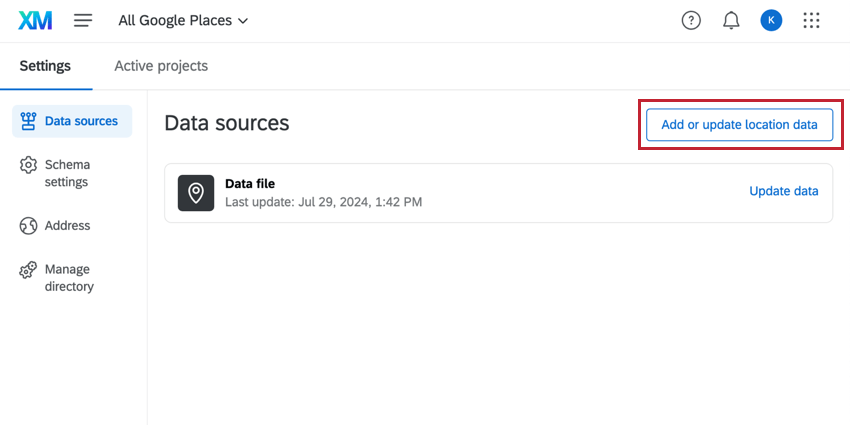 XM
All Google Places
?
K
Settings
Active projects
Data sources
Schema
settings
Address
Manage
directory
Data sources
Add or update location data
Data file
Last update: Jul 29, 2024, 1:42 PM
Update data